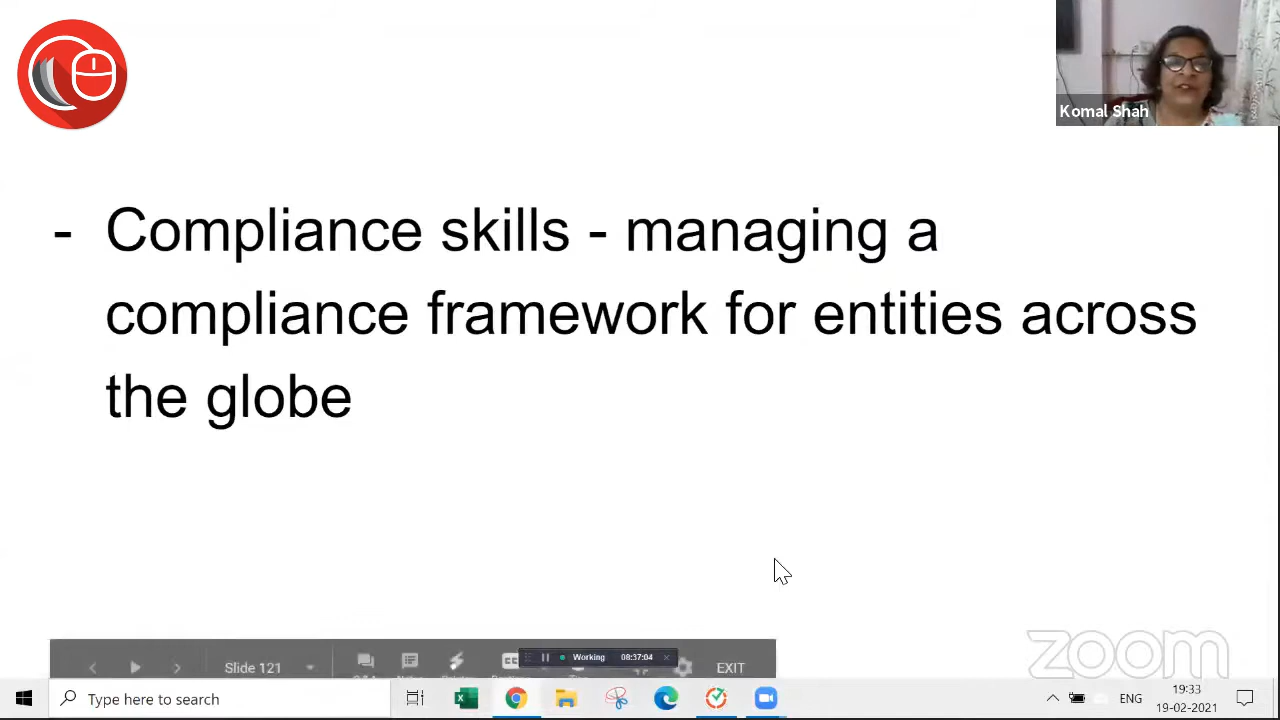 Komal Shah
- Compliance skills - managing a
compliance framework for entities across
the globe
zoom
Slide 121
CC
Working
08:37:04
EXIT
Type here to search
ENG
19:33
19-02-2021